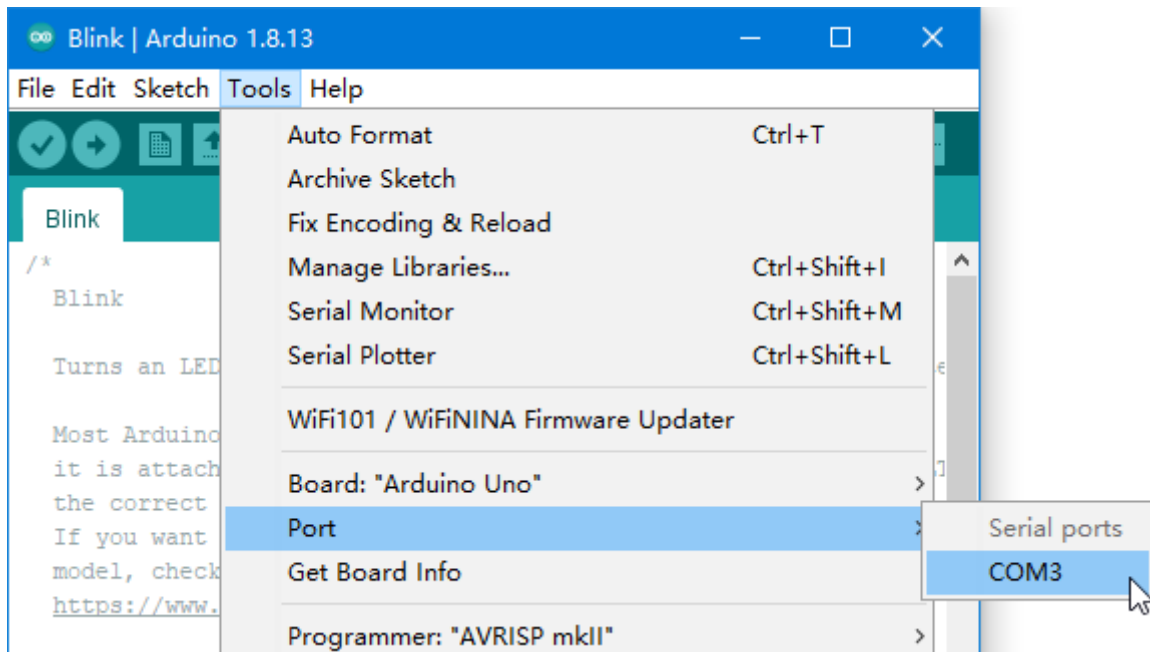 Blink | Arduino 1.8.13
File Edit Sketch Tools Help
Auto Format Ctrl+T
Archive Sketch
Fix Encoding & Reload
Manage Libraries... Ctrl+Shift+I
Serial Monitor Ctrl+Shift+M
Serial Plotter Ctrl+Shift+L
WiFi101 / WiFiNINA Firmware Updater
Board: "Arduino Uno"
Port
Get Board Info
Programmer: "AVRISP mkII"
Serial ports
COM3
Blink
/*
Blink
Turns an LED
Most Arduino
it is attach
the correct
If you want
model, check
https://www.